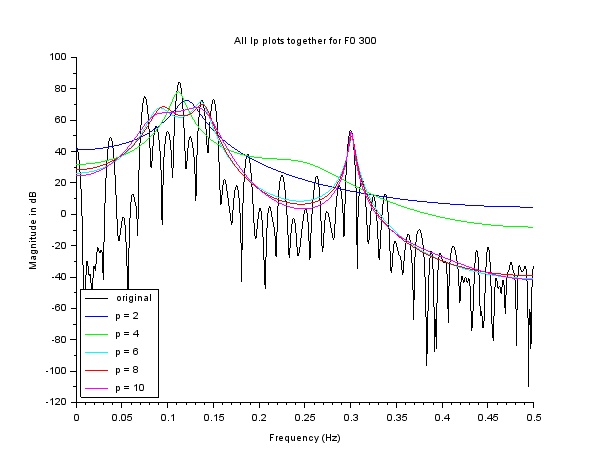 All lp plots together for F0 300
Magnitude in dB
100
80
60
40
20
0
-20
-40
-60
-80
-100
-120
original
p = 2
p = 4
p = 6
p = 8
p = 10
0 0.05 0.1 0.15 0.2 0.25 0.3 0.35 0.4 0.45 0.5
Frequency (Hz)